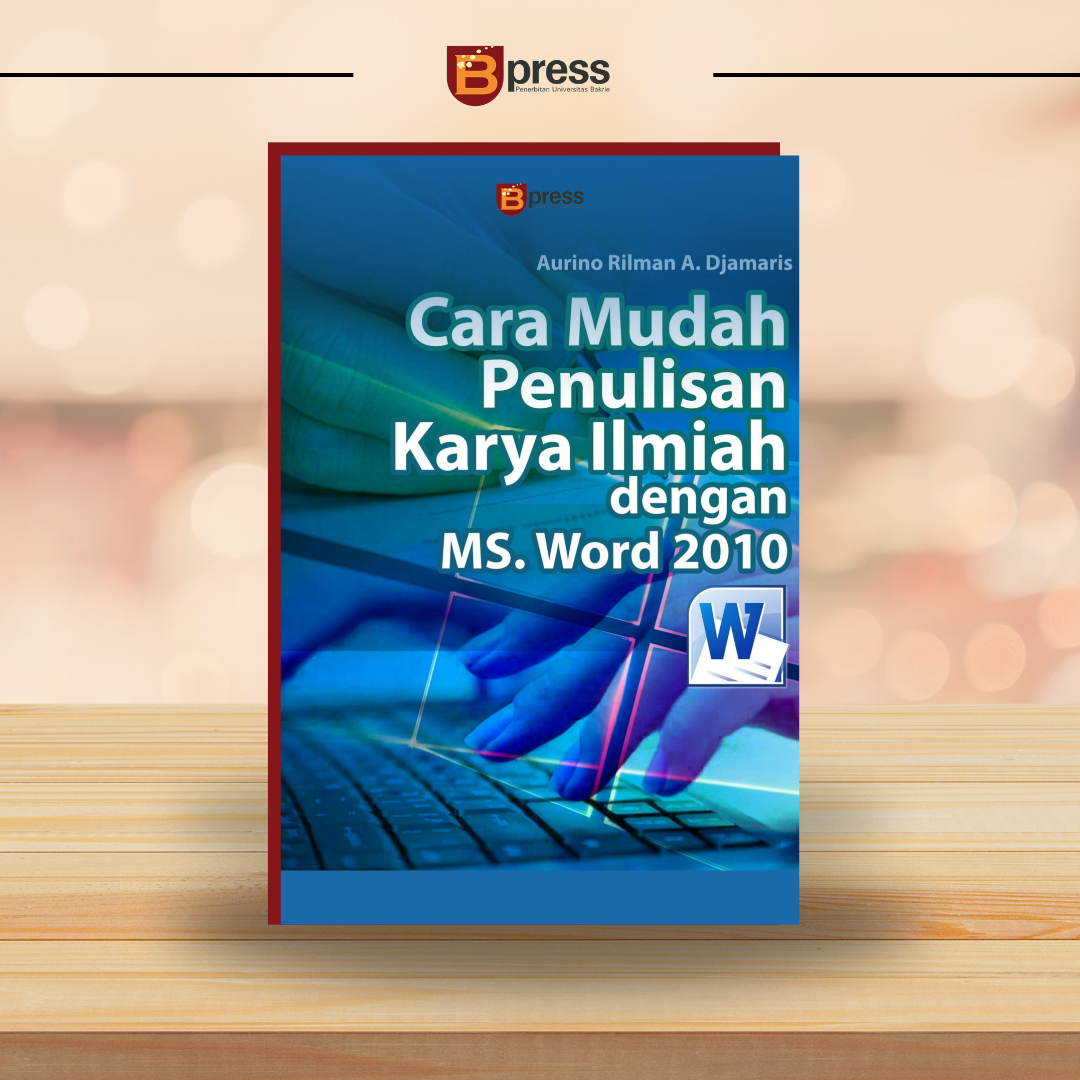 Bpress
Penerbitan Universitas Bakrie
Bpress
Aurino Rilman A. Djamaris
Cara Mudah
Penulisan
Karya Ilmiah
dengan
MS. Word 2010
W